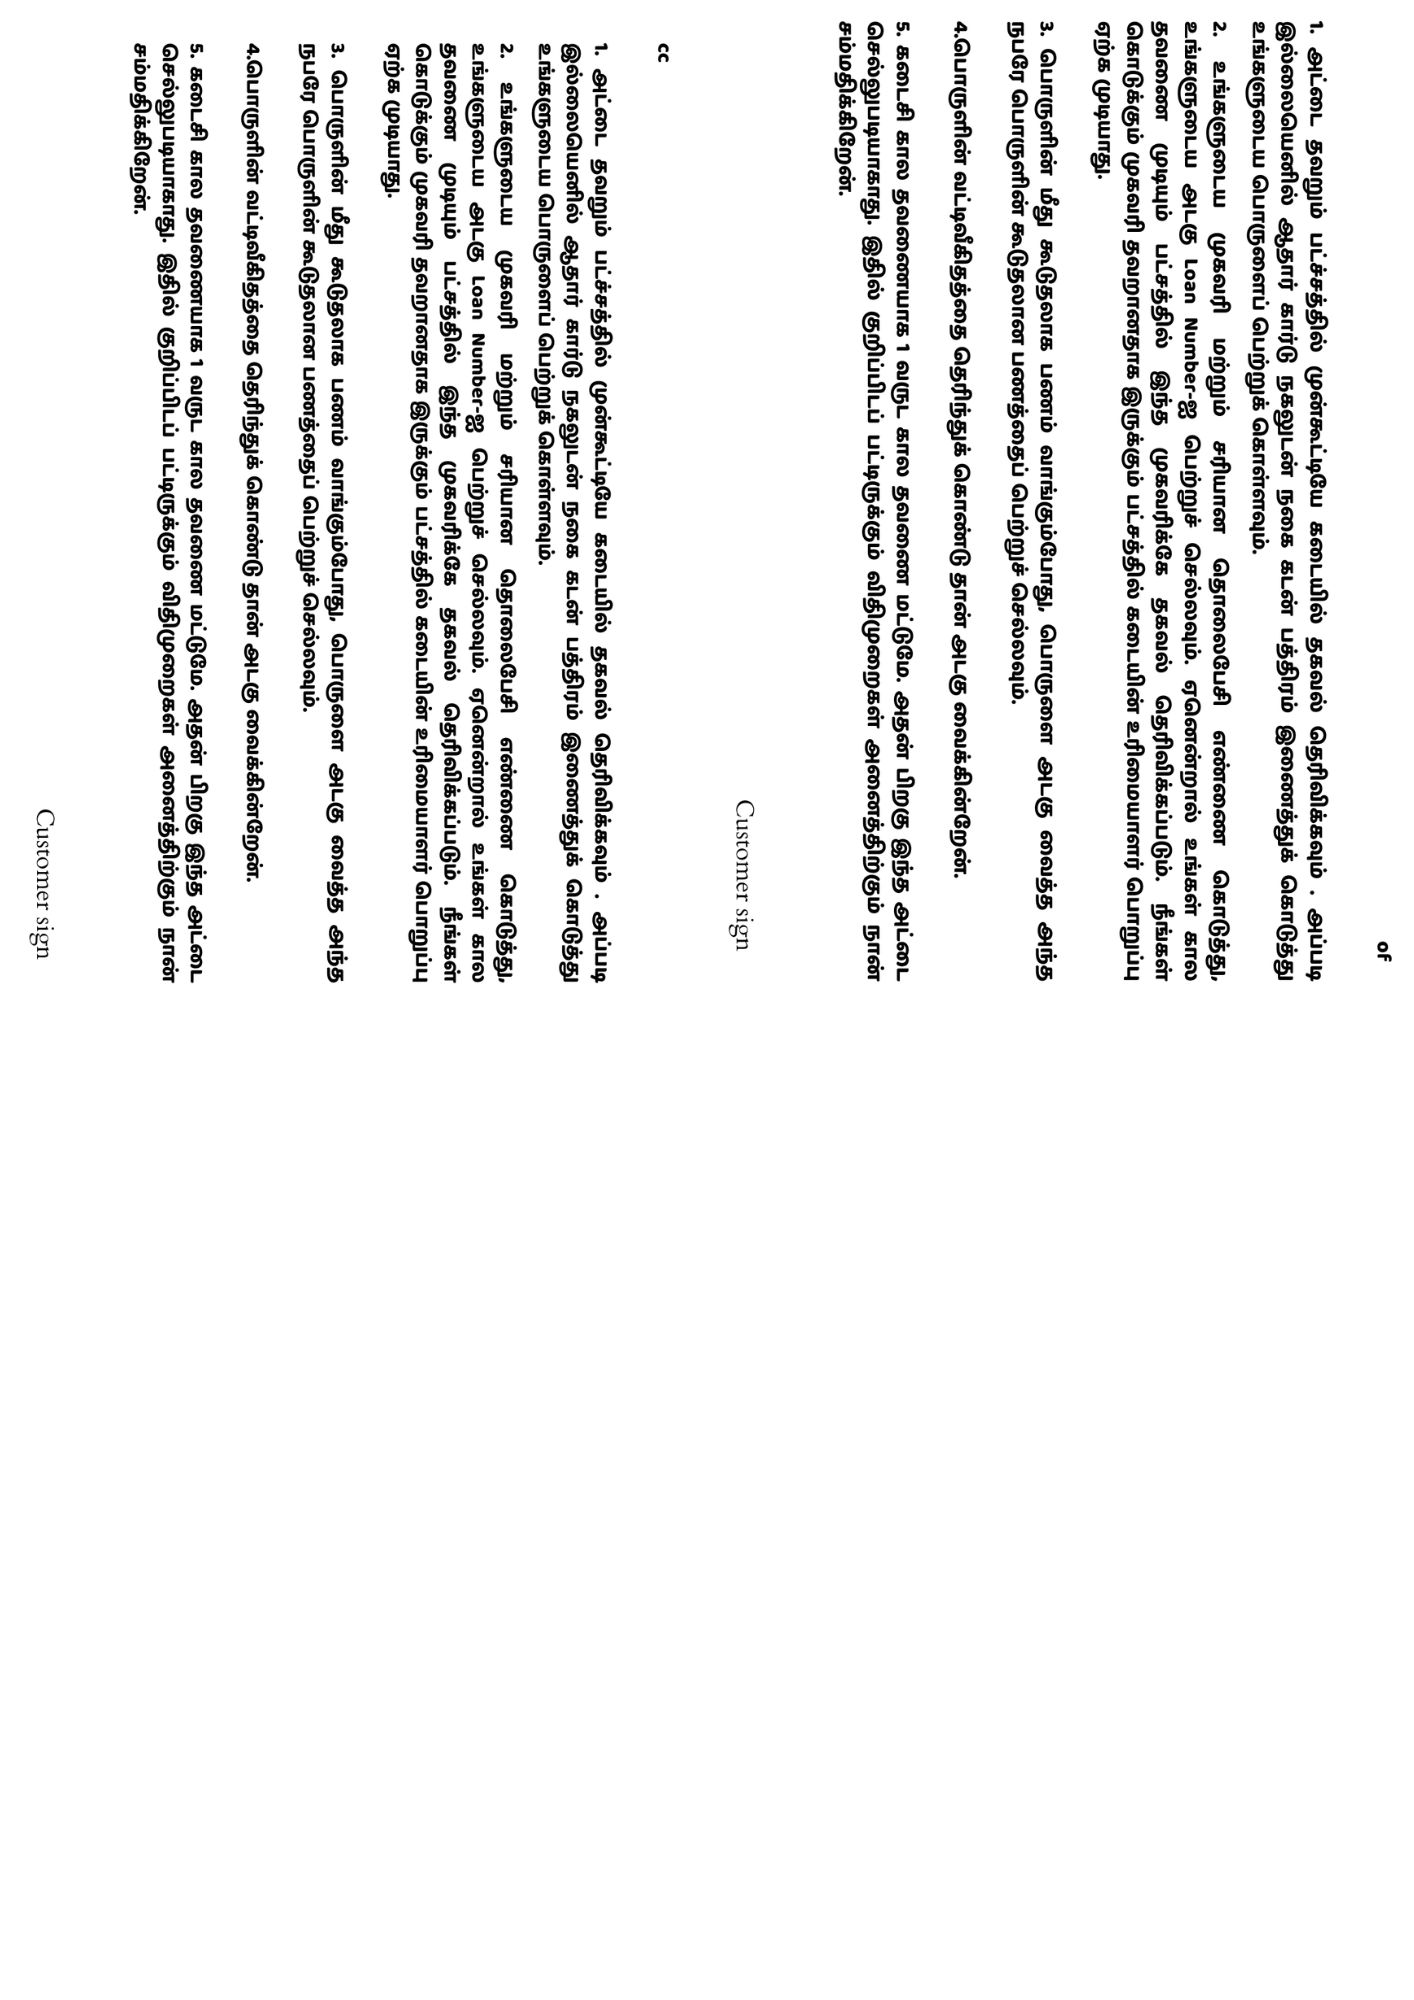 of
1. அட்டை தவறும் பட்ச்சத்தில் முன்கூட்டியே கடையில் தகவல் தெரிவிக்கவும் . அப்படி
இல்லையெனில் ஆதார் கார்டு நகலுடன் நகை கடன் பத்திரம் இணைத்துக் கொடுத்து
உங்களுடைய பொருளைப் பெற்றுக் கொள்ளவும்.
2. உங்களுடைய முகவரி மற்றும் சரியான தொலைபேசி எண்ணை கொடுத்து,
உங்களுடைய அடகு Loan Number-ஐ பெற்றுச் செல்லவும். ஏனென்றால் உங்கள் கால
தவணை முடியும் பட்சத்தில் இந்த முகவரிக்கே தகவல் தெரிவிக்கப்படும். நீங்கள்
கொடுக்கும் முகவரி தவறானதாக இருக்கும் பட்சத்தில் கடையின் உரிமையாளர் பொறுப்பு
ஏற்க முடியாது.
3. பொருளின் மீது கூடுதலாக பணம் வாங்கும்போது, பொருளை அடகு வைத்த அந்த
நபரே பொருளின் கூடுதலான பணத்தைப் பெற்றுச் செல்லவும்.
4.பொருளின் வட்டிவீகிதத்தை தெரிந்துக் கொண்டு தான் அடகு வைக்கின்றேன்.
5. கடைசி கால தவணையாக 1 வருட கால தவணை மட்டுமே. அதன் பிறகு இந்த அட்டை
செல்லுபடியாகாது. இதில் குறிப்பிடப் பட்டிருக்கும் விதிமுறைகள் அனைத்திற்கும் நான்
சம்மதிக்கிறேன்.
Customer sign
cc
1. அட்டை தவறும் பட்ச்சத்தில் முன்கூட்டியே கடையில் தகவல் தெரிவிக்கவும் . அப்படி
இல்லையெனில் ஆதார் கார்டு நகலுடன் நகை கடன் பத்திரம் இணைத்துக் கொடுத்து
உங்களுடைய பொருளைப் பெற்றுக் கொள்ளவும்.
2. உங்களுடைய முகவரி மற்றும் சரியான தொலைபேசி எண்ணை கொடுத்து,
உங்களுடைய அடகு Loan Number-ஐ பெற்றுச் செல்லவும். ஏனென்றால் உங்கள் கால
தவணை முடியும் பட்சத்தில் இந்த முகவரிக்கே தகவல் தெரிவிக்கப்படும். நீங்கள்
கொடுக்கும் முகவரி தவறானதாக இருக்கும் பட்சத்தில் கடையின் உரிமையாளர் பொறுப்பு
ஏற்க முடியாது.
3. பொருளின் மீது கூடுதலாக பணம் வாங்கும்போது, பொருளை அடகு வைத்த அந்த
நபரே பொருளின் கூடுதலான பணத்தைப் பெற்றுச் செல்லவும்.
4.பொருளின் வட்டிவீகிதத்தை தெரிந்துக் கொண்டு தான் அடகு வைக்கின்றேன்.
5. கடைசி கால தவணையாக 1 வருட கால தவணை மட்டுமே. அதன் பிறகு இந்த அட்டை
செல்லுபடியாகாது. இதில் குறிப்பிடப் பட்டிருக்கும் விதிமுறைகள் அனைத்திற்கும் நான்
சம்மதிக்கிறேன்.
Customer sign